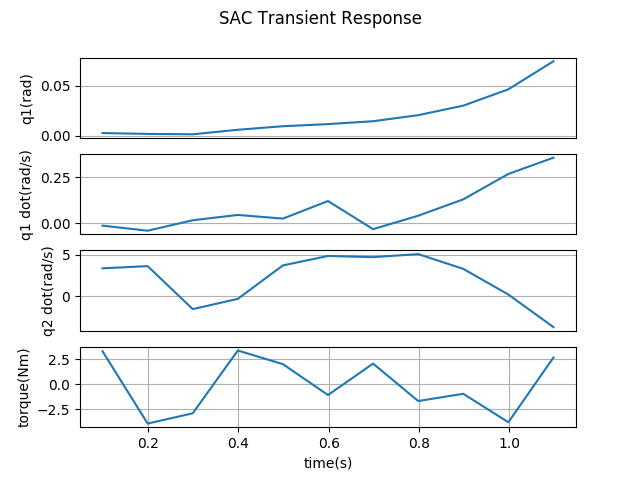 SAC Transient Response
q1(rad)
0.05
0.00
q1 dot(rad/s)
0.25
0.00
q2 dot(rad/s)
5
0
torque(Nm)
2.5
0.0
−2.5
0.2 0.4 0.6 0.8 1.0
time(s)